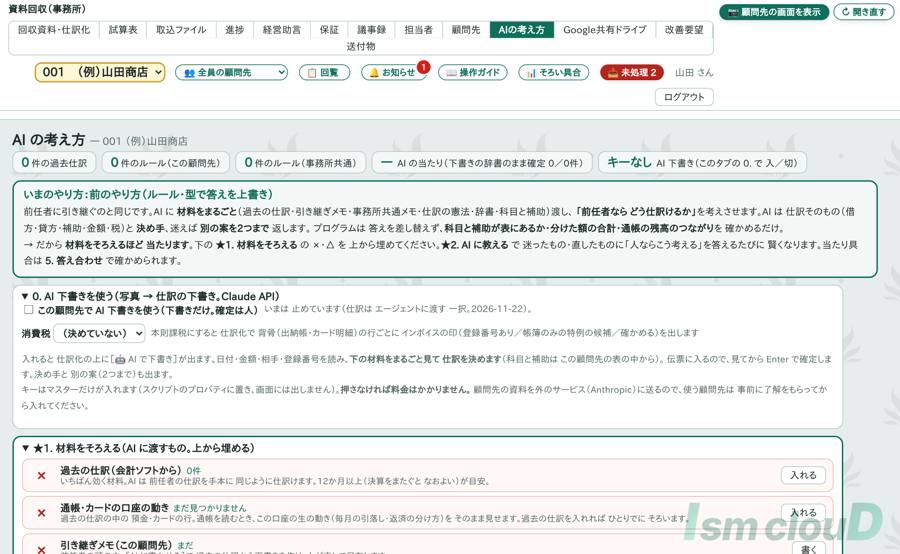 資料回収(事務所)
📷 顧問先の画面を表示
↻ 開き直す
回収資料・仕訳化 試算表 取込ファイル 進捗 経営助言 保証 議事録 担当者 顧問先 AIの考え方 Google共有ドライブ 改善要望
送付物
001 (例)山田商店 👥 全員の顧問先 📋 回覧 🔔 お知らせ 1 📖 操作ガイド 📊 そろい具合 📥 未処理 2 山田 さん
ログアウト
AI の考え方 — 001 (例)山田商店
0 件の過去仕訳 0 件のルール(この顧問先) 0 件のルール(事務所共通) — AI の当たり(下書きの辞書のまま確定 0/0件) キーなし AI 下書き(このタブの 0. で 入/切)
いまのやり方:前のやり方(ルール・型で答えを上書き)
前任者に引き継ぐのと同じです。AI に 材料をまるごと(過去の仕訳・引き継ぎメモ・事務所共通メモ・仕訳の憲法・辞書・科目と補助)渡し、「前任者なら どう仕訳けるか」を考えさせます。AI は 仕訳そのもの(借
方・貸方・補助・金額・税)と 決め手、迷えば 別の案を2つまで 返します。プログラムは 答えを差し替えず、科目と補助が表にあるか・分けた額の合計・通帳の残高のつながりを 確かめるだけ。
→ だから 材料をそろえるほど 当たります。下の ★1. 材料をそろえる の ×・△ を 上から埋めてください。★2. AI に教える で 迷ったもの・直したものに「人ならこう考える」を答えるたびに 賢くなります。当たり具
合は 5. 答え合わせ で確かめられます。
▼ 0. AI 下書きを使う(写真 → 仕訳の下書き。Claude API)
この顧問先で AI 下書きを使う(下書きだけ。確定は人) いまは 止めています(仕訳は エージェントに渡す 一択。2026-11-22)。
消費税 (決めていない) 本則課税にすると 仕訳化で 背骨(出納帳・カード明細)の行ごとに インボイスの印(登録番号あり/帳簿のみの特例の候補/確かめる)を出します
入れると 仕訳化の上に[🤖 AI で下書き]が出ます。日付・金額・相手・登録番号を読み、下の材料をまるごと見て 仕訳を決めます(科目と補助は この顧問先の表の中から)。 伝票に入るので、見てから Enter で確定しま
す。決め手と 別の案(2つまで)も出ます。
キーはマスターだけが入れます(スクリプトのプロパティに置き、画面には出しません)。押さなければ料金はかかりません。 顧問先の資料を外のサービス(Anthropic)に送るので、使う顧問先は 事前に了解をもらってか
ら入れてください。
▼ ★1. 材料をそろえる(AI に渡すもの。上から埋める)
× 過去の仕訳(会計ソフトから) 0件
いちばん効く材料。AI は 前任者の仕訳を手本に 同じように仕訳けます。12か月以上(決算をまたぐと なおよい)が目安。
入れる
× 通帳・カードの口座の動き まだ見つかりません
過去の仕訳の中の 預金・カードの行。通帳を読むとき、この口座の生の動き(毎月の引落し・返済の分け方)を そのまま見せます。過去の仕訳を入れれば ひとりでに そろいます。
入れる
× 引き継ぎメモ(この顧問先) まだ
書く
Ism clouD